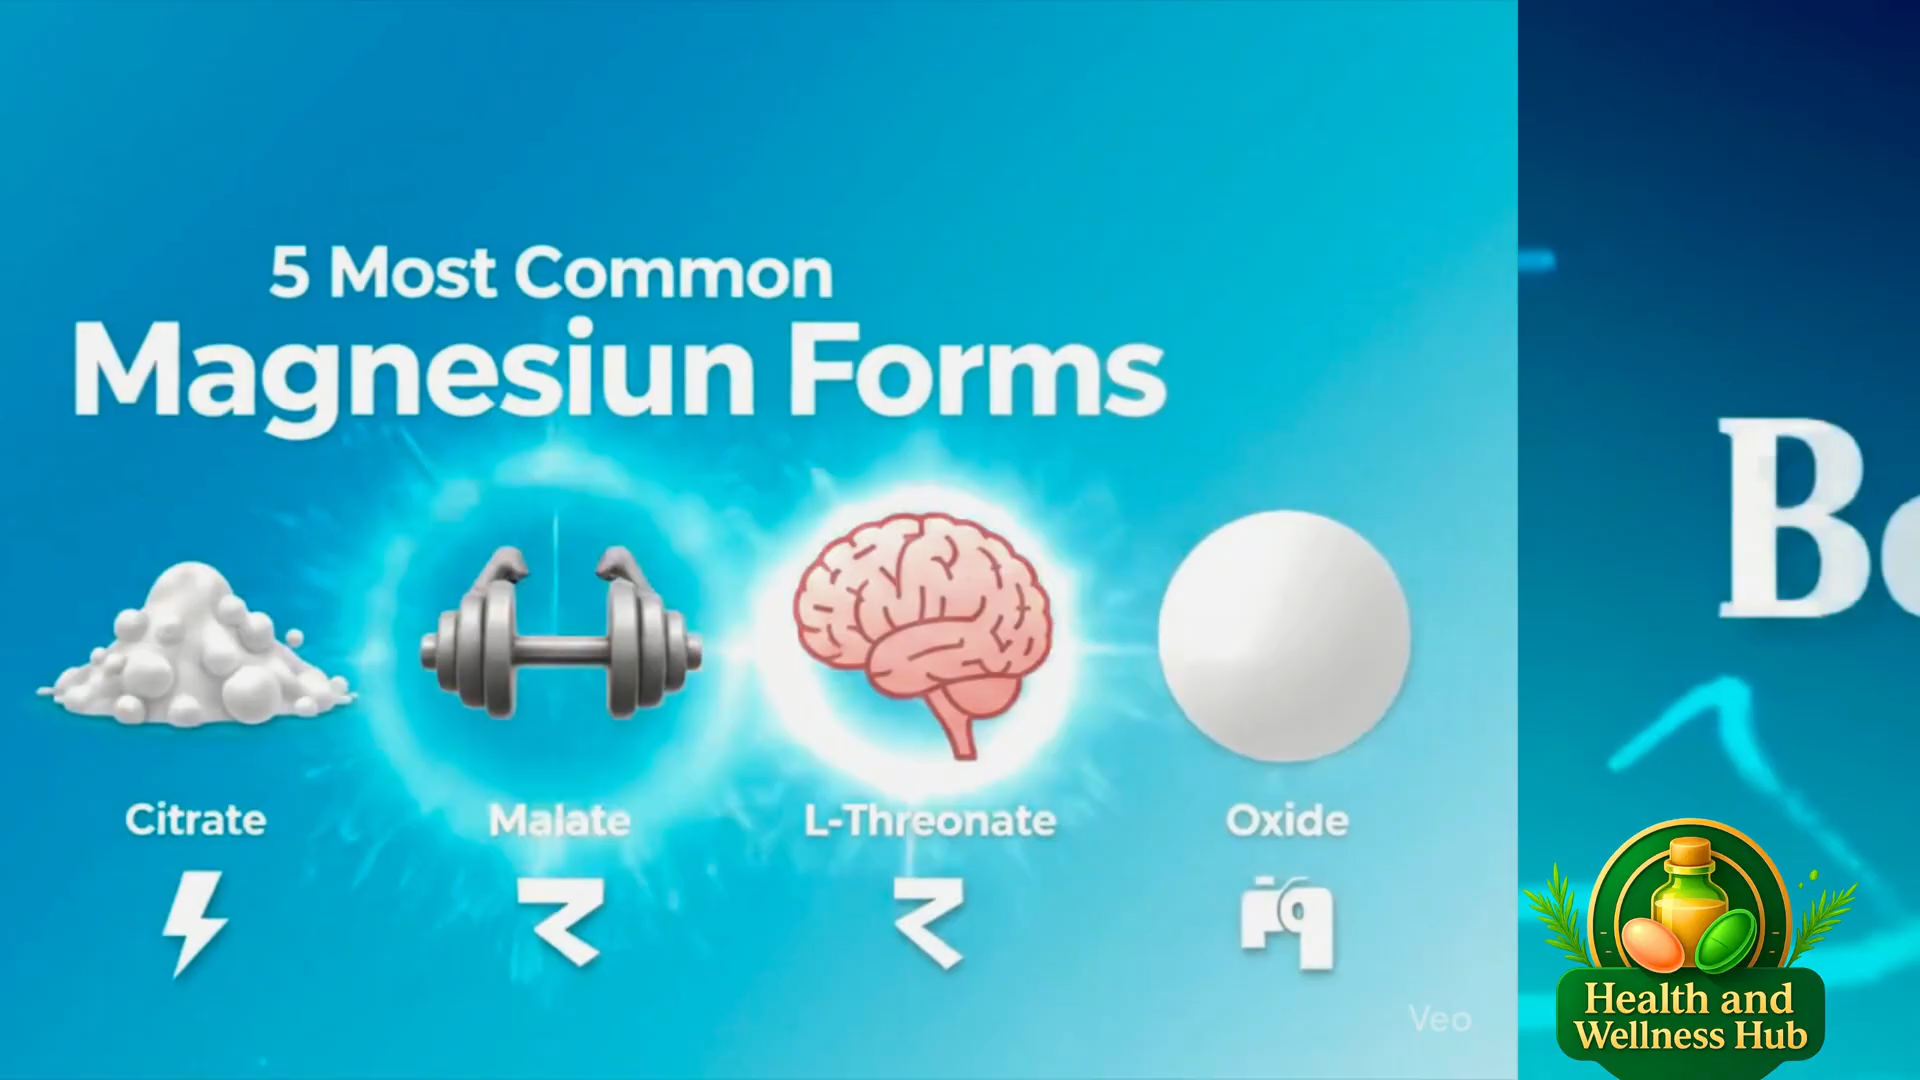 5 Most Common
Magnesiun Forms
Citrate
Malate
L-Threonate
Oxide
Veo
Health and
Wellness Hub